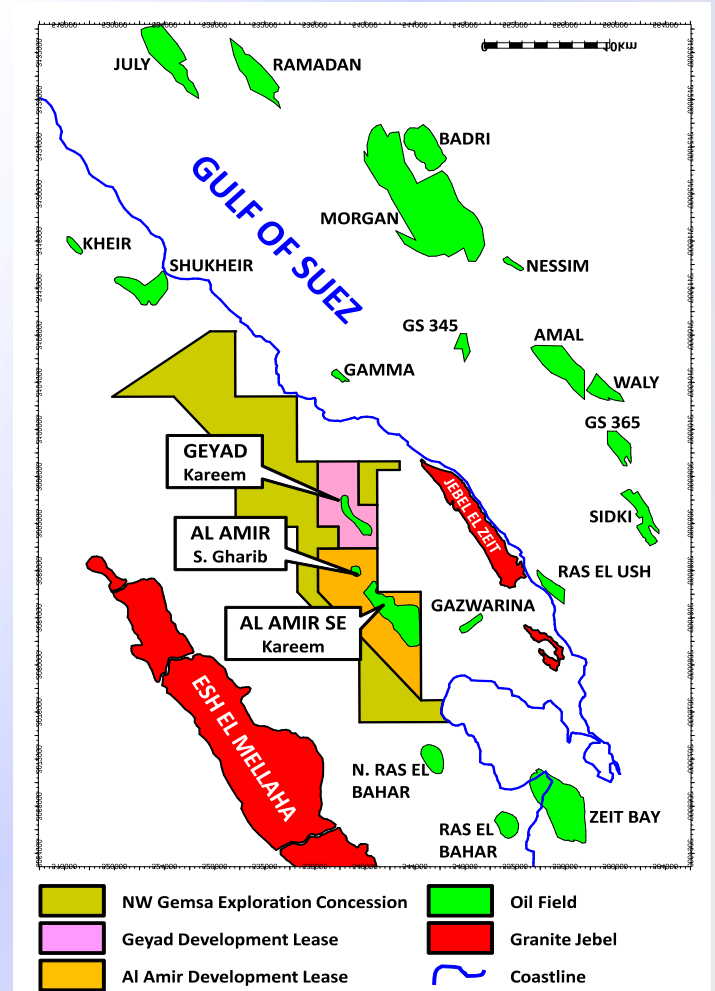 0 10km
JULY
RAMADAN
BADRI
MORGAN
GULF OF SUEZ
KHEIR
SHUKHEIR
NESSIM
GS 345
AMAL
GAMMA
WALY
GS 365
GEYAD
Kareem
JEBEL EL ZEIT
SIDKI
AL AMIR
S. Gharib
RAS EL USH
GAZWARINA
AL AMIR SE
Kareem
ESH EL MELLAHA
N. RAS EL
BAHAR
ZEIT BAY
RAS EL
BAHAR
NW Gemsa Exploration Concession
Oil Field
Geyad Development Lease
Granite Jebel
Al Amir Development Lease
Coastline